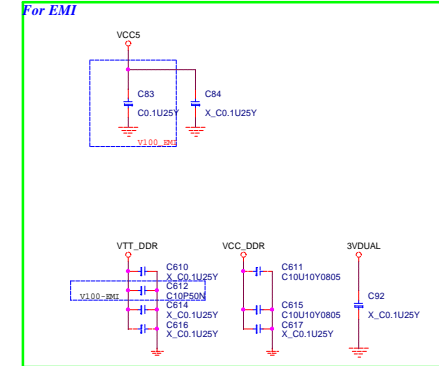 For EMI
VCC5
C83
C0.1U25Y
C84
X_C0.1U25Y
V100_EMI
VTT_DDR
VCC_DDR
3VDUAL
C610
X_C0.1U25Y
C612
C10P50N
V100-EMI
C614
X_C0.1U25Y
C616
X_C0.1U25Y
C611
C10U10Y0805
C615
C10U10Y0805
C617
X_C0.1U25Y
C92
X_C0.1U25Y